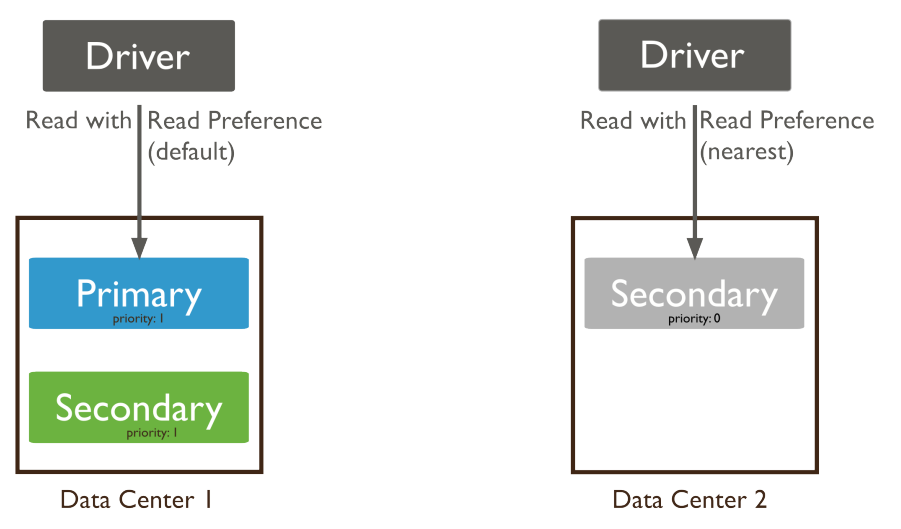 Driver
Read with Read Preference
(default)
Primary
priority: 1
Secondary
priority: 1
Data Center 1
Driver
Read with Read Preference
(nearest)
Secondary
priority: 0
Data Center 2